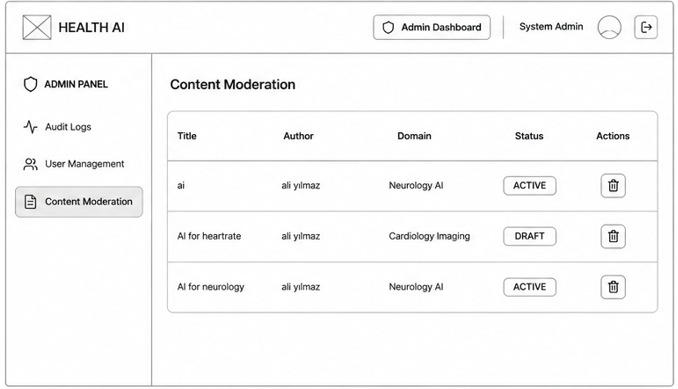 HEALTH AI
Admin Dashboard
System Admin
ADMIN PANEL
Audit Logs
User Management
Content Moderation
Content Moderation
Title Author Domain Status Actions
ai ali yılmaz Neurology AI ACTIVE
AI for heartrate ali yılmaz Cardiology Imaging DRAFT
AI for neurology ali yılmaz Neurology AI ACTIVE